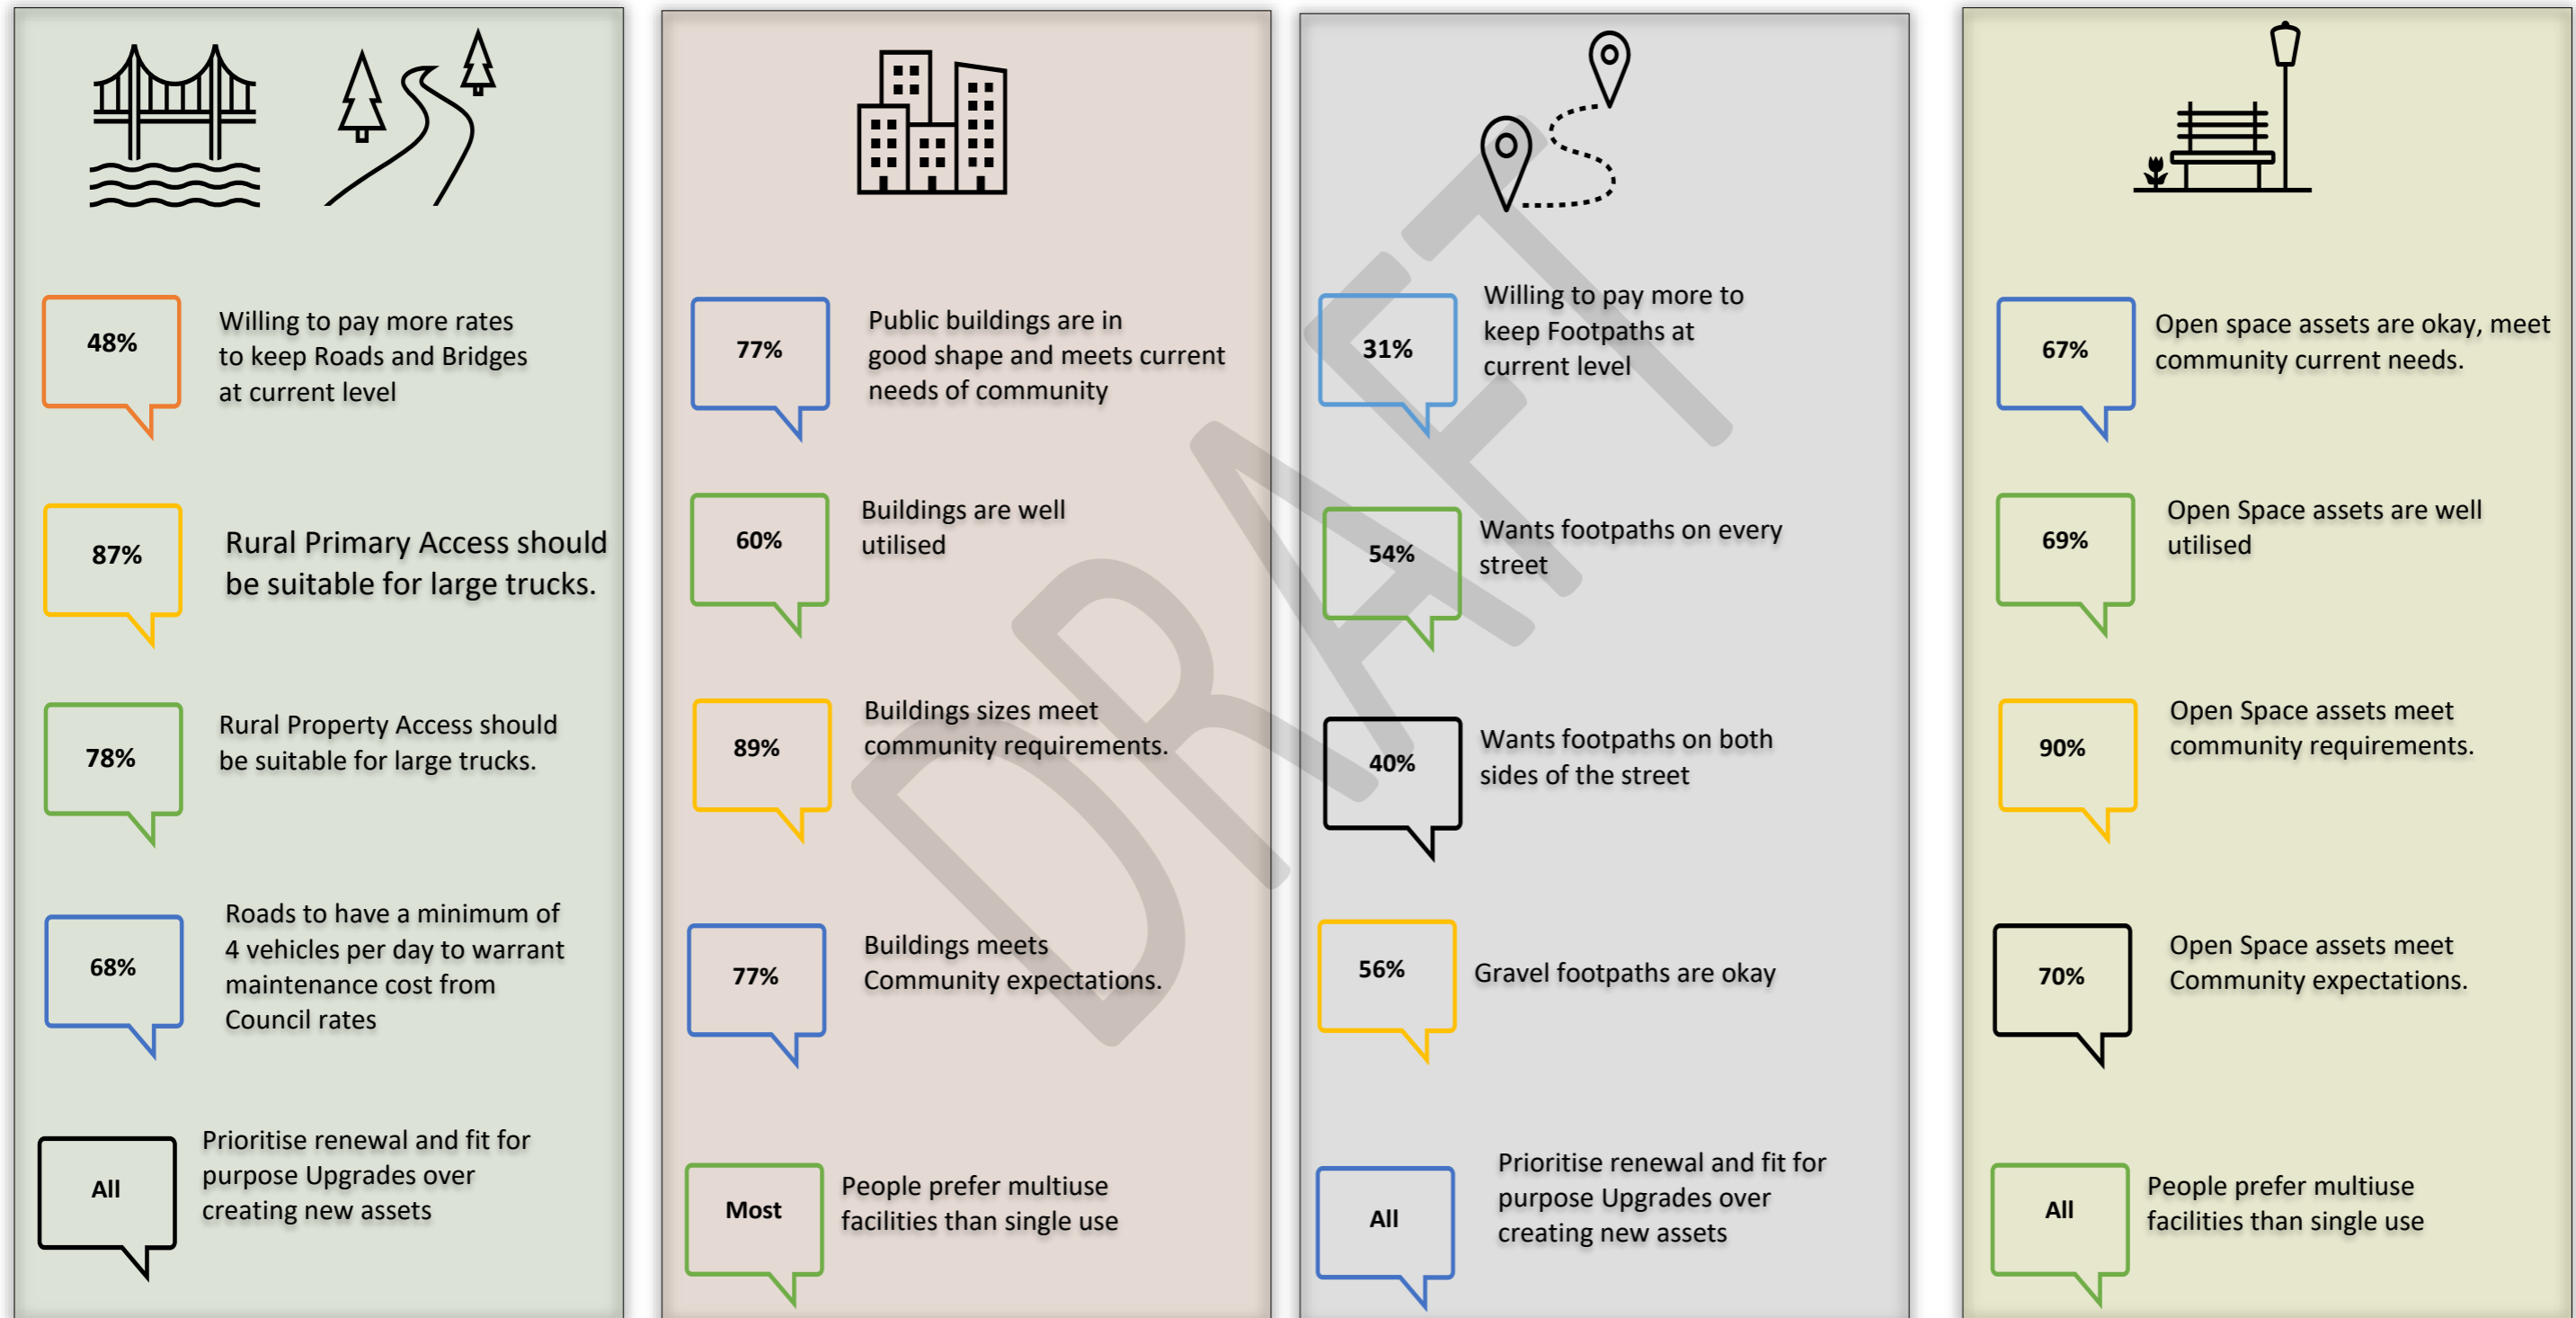 48%
Willing to pay more rates
to keep Roads and Bridges
at current level
87%
Rural Primary Access should
be suitable for large trucks.
78%
Rural Property Access should
be suitable for large trucks.
68%
Roads to have a minimum of
4 vehicles per day to warrant
maintenance cost from
Council rates
All
Prioritise renewal and fit for
purpose Upgrades over
creating new assets
77%
Public buildings are in
good shape and meets current
needs of community
60%
Buildings are well
utilised
89%
Buildings sizes meet
community requirements.
77%
Buildings meets
Community expectations.
Most
People prefer multiuse
facilities than single use
31%
Willing to pay more to
keep Footpaths at
current level
54%
Wants footpaths on every
street
40%
Wants footpaths on both
sides of the street
56%
Gravel footpaths are okay
All
Prioritise renewal and fit for
purpose Upgrades over
creating new assets
67%
Open space assets are okay, meet
community current needs.
69%
Open Space assets are well
utilised
90%
Open Space assets meet
community requirements.
70%
Open Space assets meet
Community expectations.
All
People prefer multiuse
facilities than single use
DRAFT